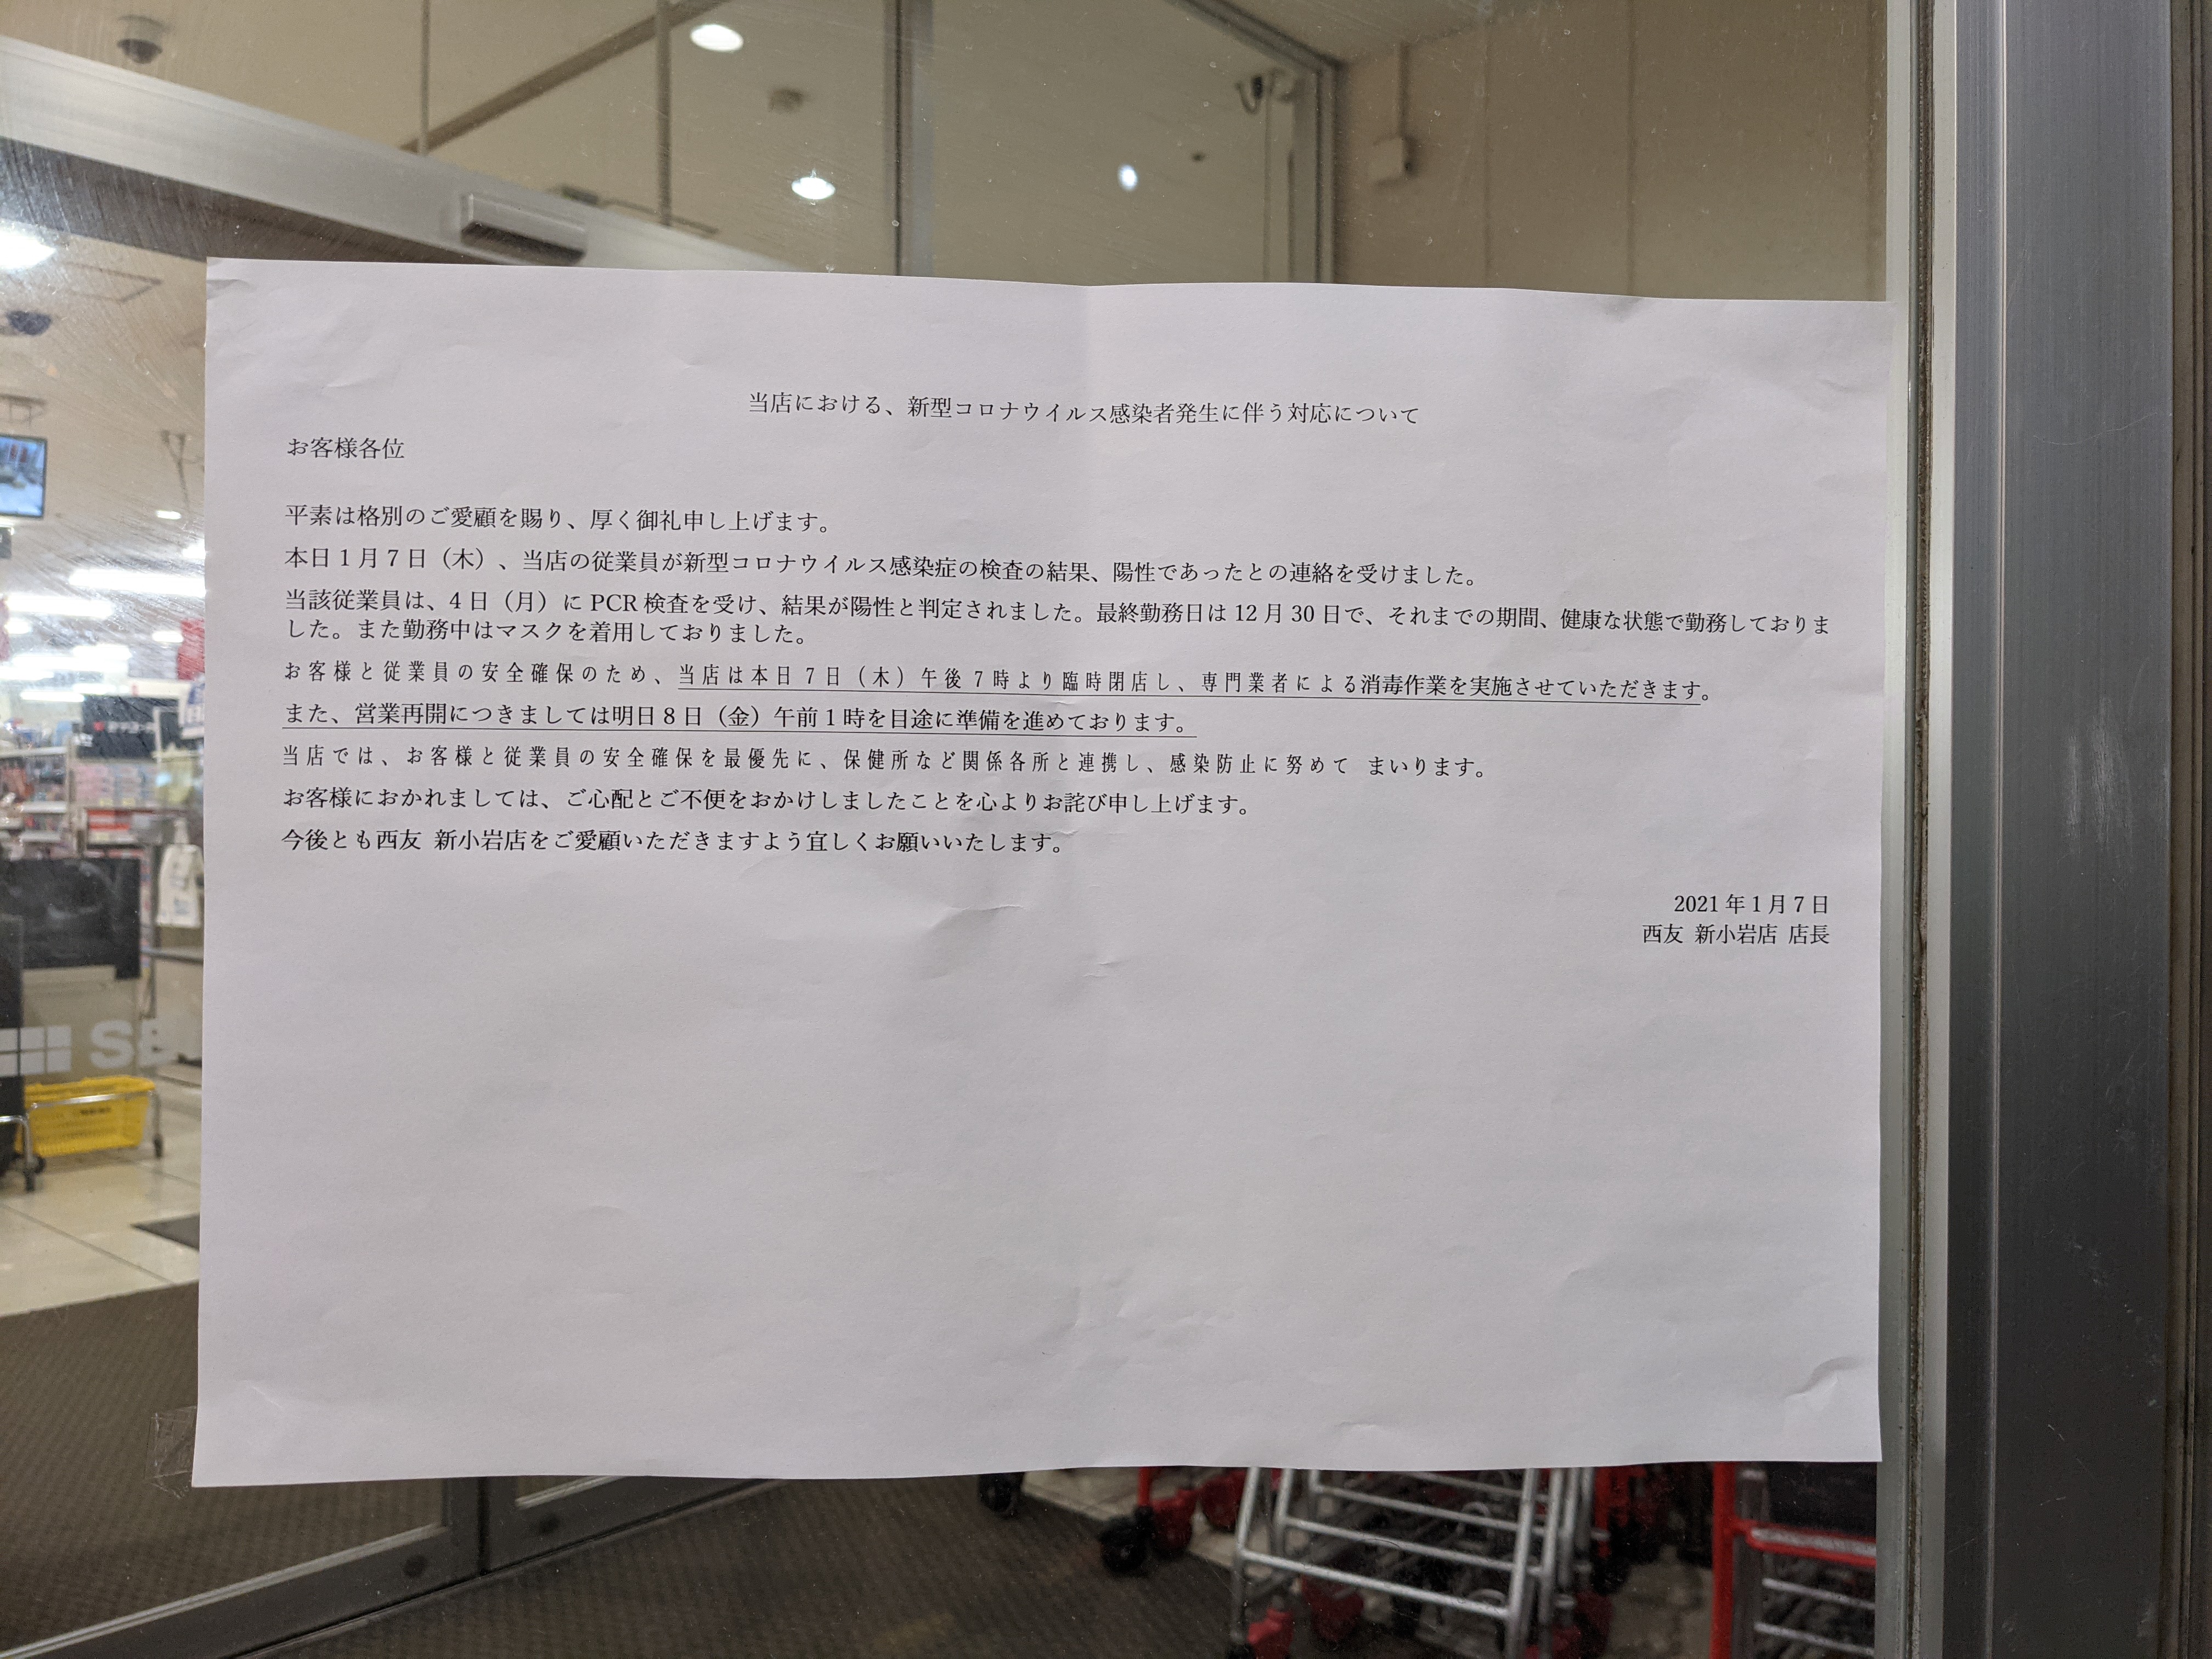 当店における、新型コロナウイルス感染者発生に伴う対応について
お客様各位
平素は格別のご愛顧を賜り、厚く御礼申し上げます。
本日1月7日（木）、当店の従業員が新型コロナウイルス感染症の検査の結果、陽性であったとの連絡を受けました。
当該従業員は、4日（月）に PCR 検査を受け、結果が陽性と判定されました。最終勤務日は 12 月 30 日で、それまでの期間、健康な状態で勤務しておりま
した。また勤務中はマスクを着用しておりました。
お客様と従業員の安全確保のため、当店は本日7日（木）午後7時より臨時閉店し、専門業者による消毒作業を実施させていただきます。
また、営業再開につきましては明日8日（金）午前1時を目途に準備を進めております。
当店では、お客様と従業員の安全確保を最優先に、保健所など関係各所と連携し、感染防止に努めて まいります。
お客様におかれましては、ご心配とご不便をおかけしましたことを心よりお詫び申し上げます。
今後とも西友 新小岩店をご愛顧いただきますよう宜しくお願いいたします。
2021 年 1 月 7 日
西友 新小岩店 店長
SE